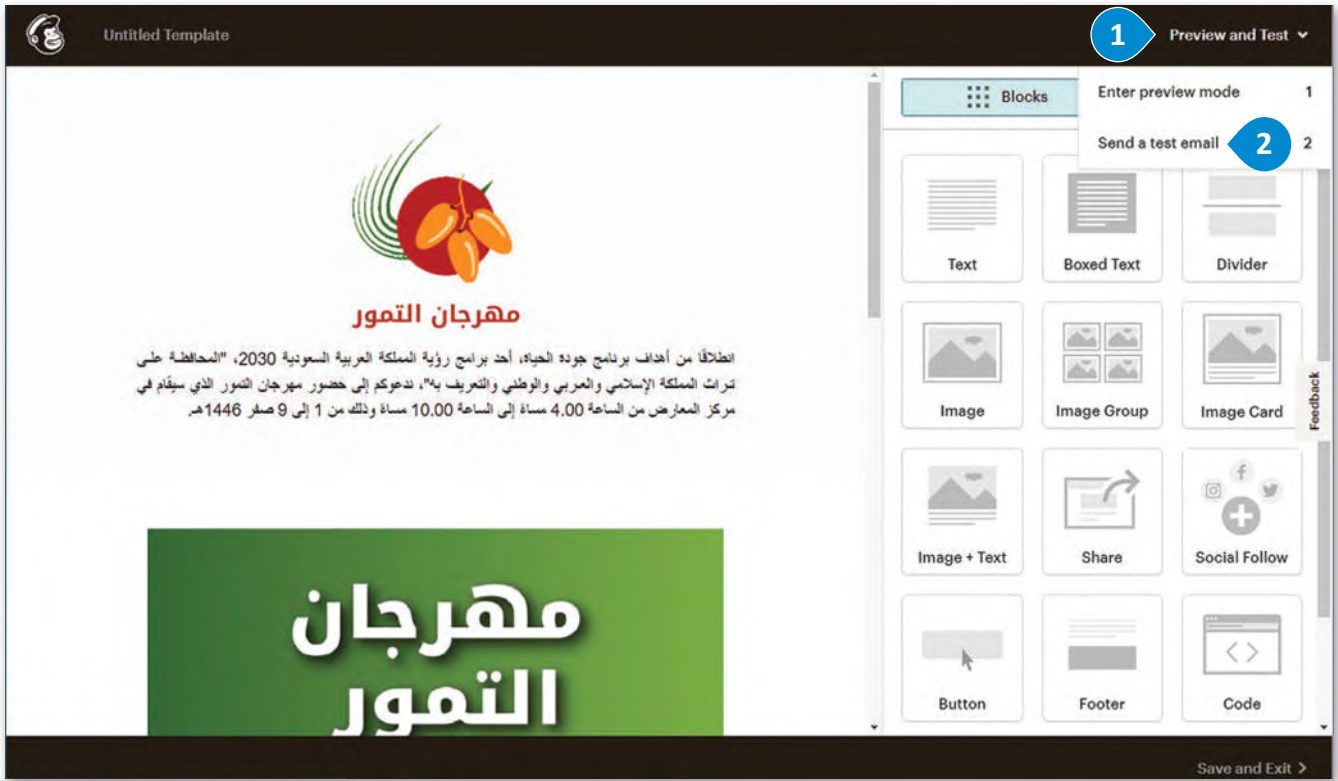 Untitled Template
1
Preview and Test
Blocks
Enter preview mode 1
Send a test email 2 2
مهرجان التمور
انطلاقًا من أهداف برنامج جودة الحياة، أحد برامج رؤية المملكة العربية السعودية 2030، "المحافظة على
تراث المملكة الإسلامي والعربي والوطني والتعريف به"، ندعوكم إلى حضور مهرجان التمور الذي سيقام في
مركز المعارض من الساعة 4.00 مساءً إلى الساعة 10.00 مساءً وذلك من 1 إلى 9 صفر 1446هـ.
مهرجان
التمور
Text
Boxed Text
Divider
Image
Image Group
Image Card
Image + Text
Share
Social Follow
Button
Footer
Code
Feedback
Save and Exit